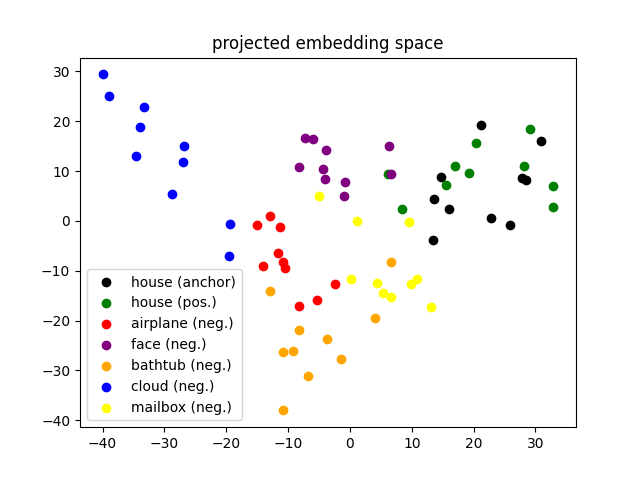 projected embedding space
30
20
10
0
−10
−20
−30
−40
house (anchor)
house (pos.)
airplane (neg.)
face (neg.)
bathtub (neg.)
cloud (neg.)
mailbox (neg.)
−40 −30 −20 −10 0 10 20 30